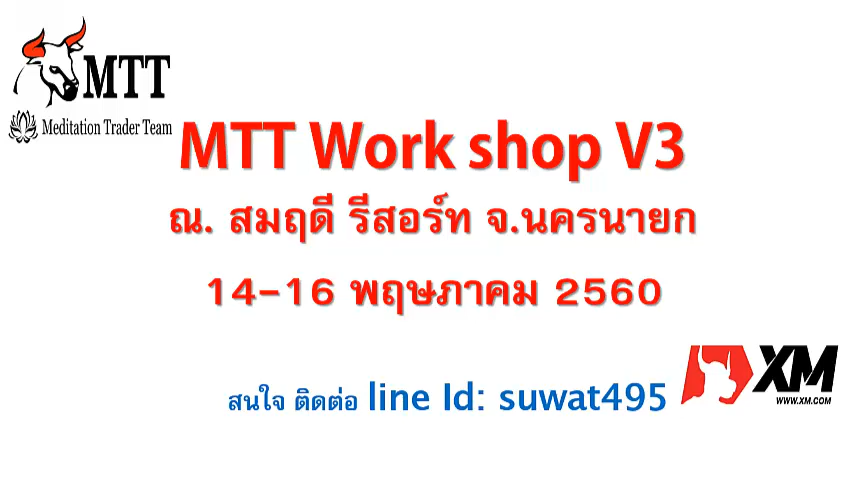 MTT
Meditation Trader Team
MTT Work shop V3
ณ. สมฤดี รีสอร์ท จ.นครนายก
14-16 พฤษภาคม 2560
สนใจ ติดต่อ line Id: suwat495
XM
WWW.XM.COM